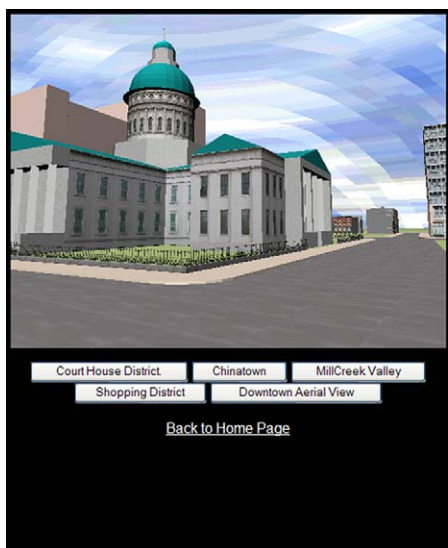 Court House District.
Chinatown
MillCreek Valley
Shopping District
Downtown Aerial View
Back to Home Page